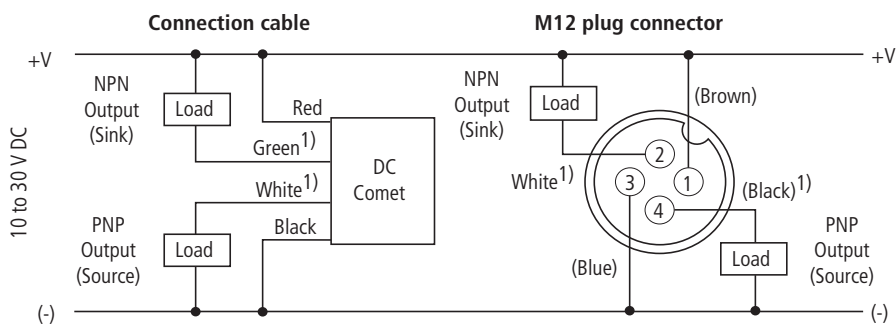 Connection cable
M12 plug connector
+V
+V
NPN
Output
(Sink)
Load
Red
Green1)
White1)
Black
DC
Comet
10 to 30 V DC
PNP
Output
(Source)
Load
(-)
NPN
Output
(Sink)
Load
(Brown)
White1)
2
3
1
4
(Black)1)
(Blue)
Load
PNP
Output
(Source)
(-)